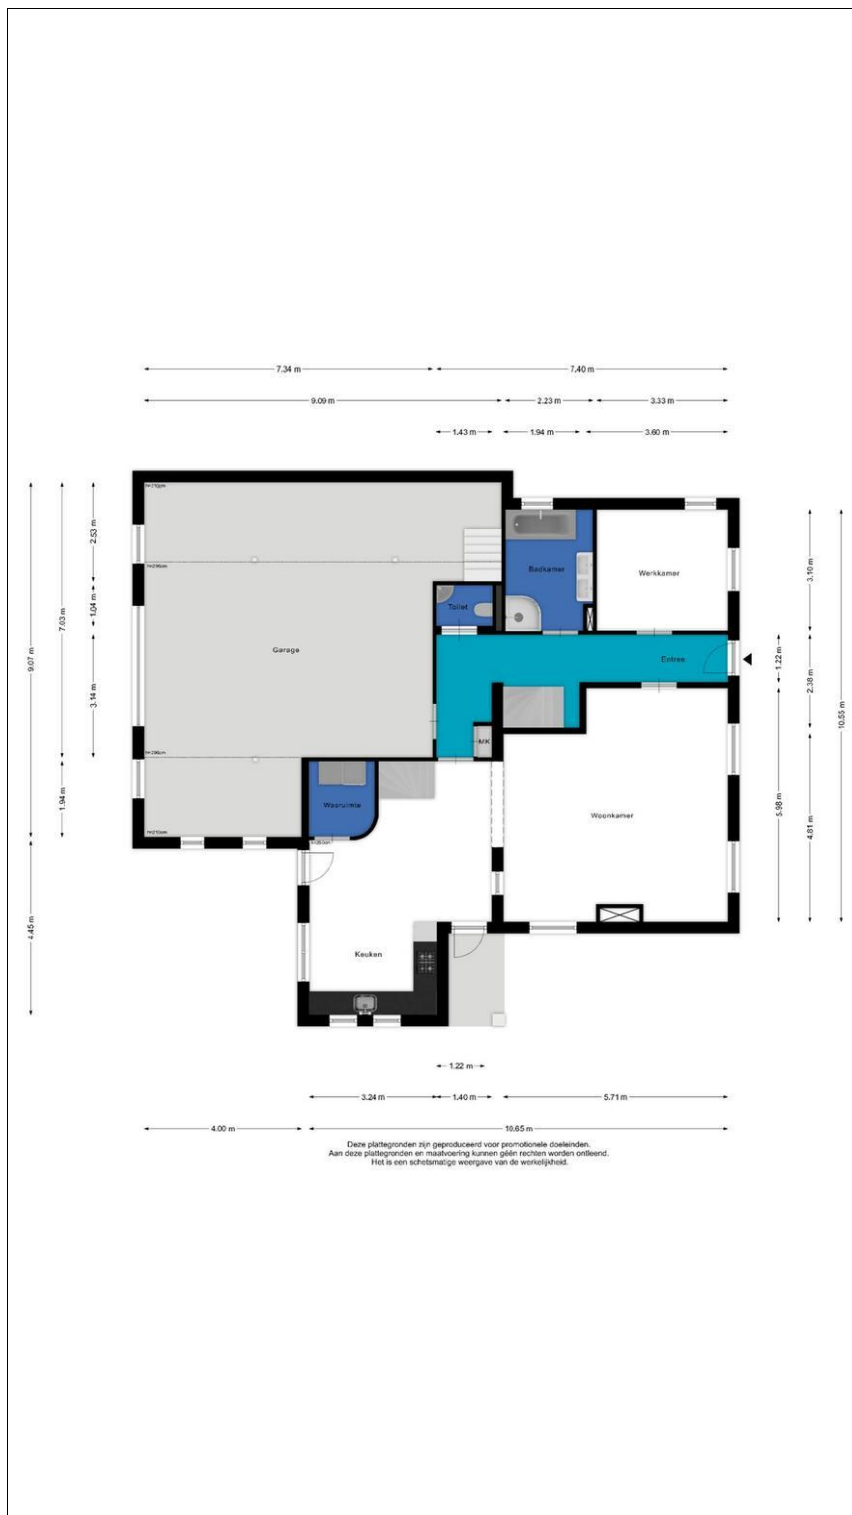 7.34 m
7.40 m
9.09 m
2.23 m
3.33 m
1.43 m
1.94 m
3.60 m
9.07 m
7.03 m
2.53 m
1.04 m
3.14 m
1.94 m
4.45 m
Badkamer
Werkkamer
Toilet
Garage
Entree
MK
Wasruimte
Woonkamer
Keuken
3.10 m
1.22 m
2.38 m
10.55 m
5.98 m
4.81 m
1.22 m
3.24 m
1.40 m
5.71 m
4.00 m
10.65 m
Deze plattegronden zijn geproduceerd voor promotionele doeleinden.
Aan deze plattegronden en maatvoering kunnen géén rechten worden ontleend.
Het is een schetsmatige weergave van de werkelijkheid.